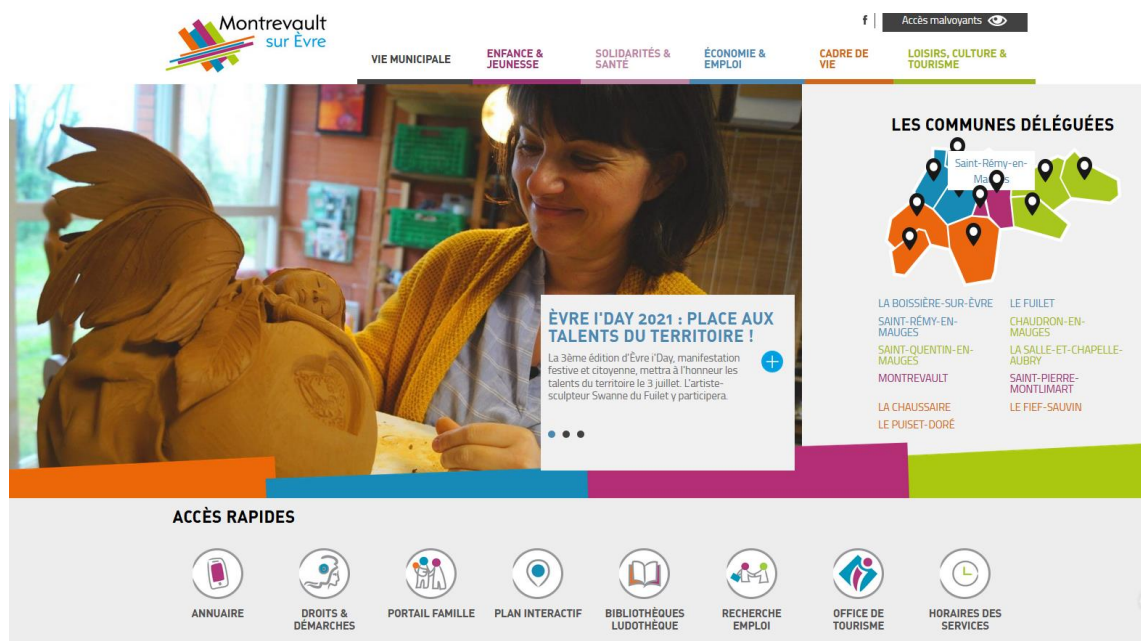 Montrevault
sur Èvre
f
Accès malvoyants
VIE MUNICIPALE
ENFANCE &
JEUNESSE
SOLIDARITÉS &
SANTÉ
ÉCONOMIE &
EMPLOI
CADRE DE
VIE
LOISIRS, CULTURE &
TOURISME
LES COMMUNES DÉLÉGUÉES
Saint-Rémy-en-
Mauges
ÈVRE I'DAY 2021 : PLACE AUX
TALENTS DU TERRITOIRE !
La 3ème édition d'Èvre i'Day, manifestation
festive et citoyenne, mettra à l'honneur les
talents du territoire le 3 juillet. L'artiste-
sculpteur Swanne du Fuilet y participera.
LA BOISSIÈRE-SUR-ÈVRE
LE FUILET
SAINT-RÉMY-EN-
MAUGES
CHAUDRON-EN-
MAUGES
SAINT-QUENTIN-EN-
MAUGES
LA SALLE-ET-CHAPELLE-
AUBRY
MONTREVAULT
SAINT-PIERRE-
MONTLIMART
LA CHAUSSAIRE
LE FIEF-SAUVIN
LE PUISET-DORÉ
ACCÈS RAPIDES
ANNUAIRE
DROITS &
DÉMARCHES
PORTAIL FAMILLE
PLAN INTERACTIF
BIBLIOTHÈQUES
LUDOTHÈQUE
RECHERCHE
EMPLOI
OFFICE DE
TOURISME
HORAIRES DES
SERVICES